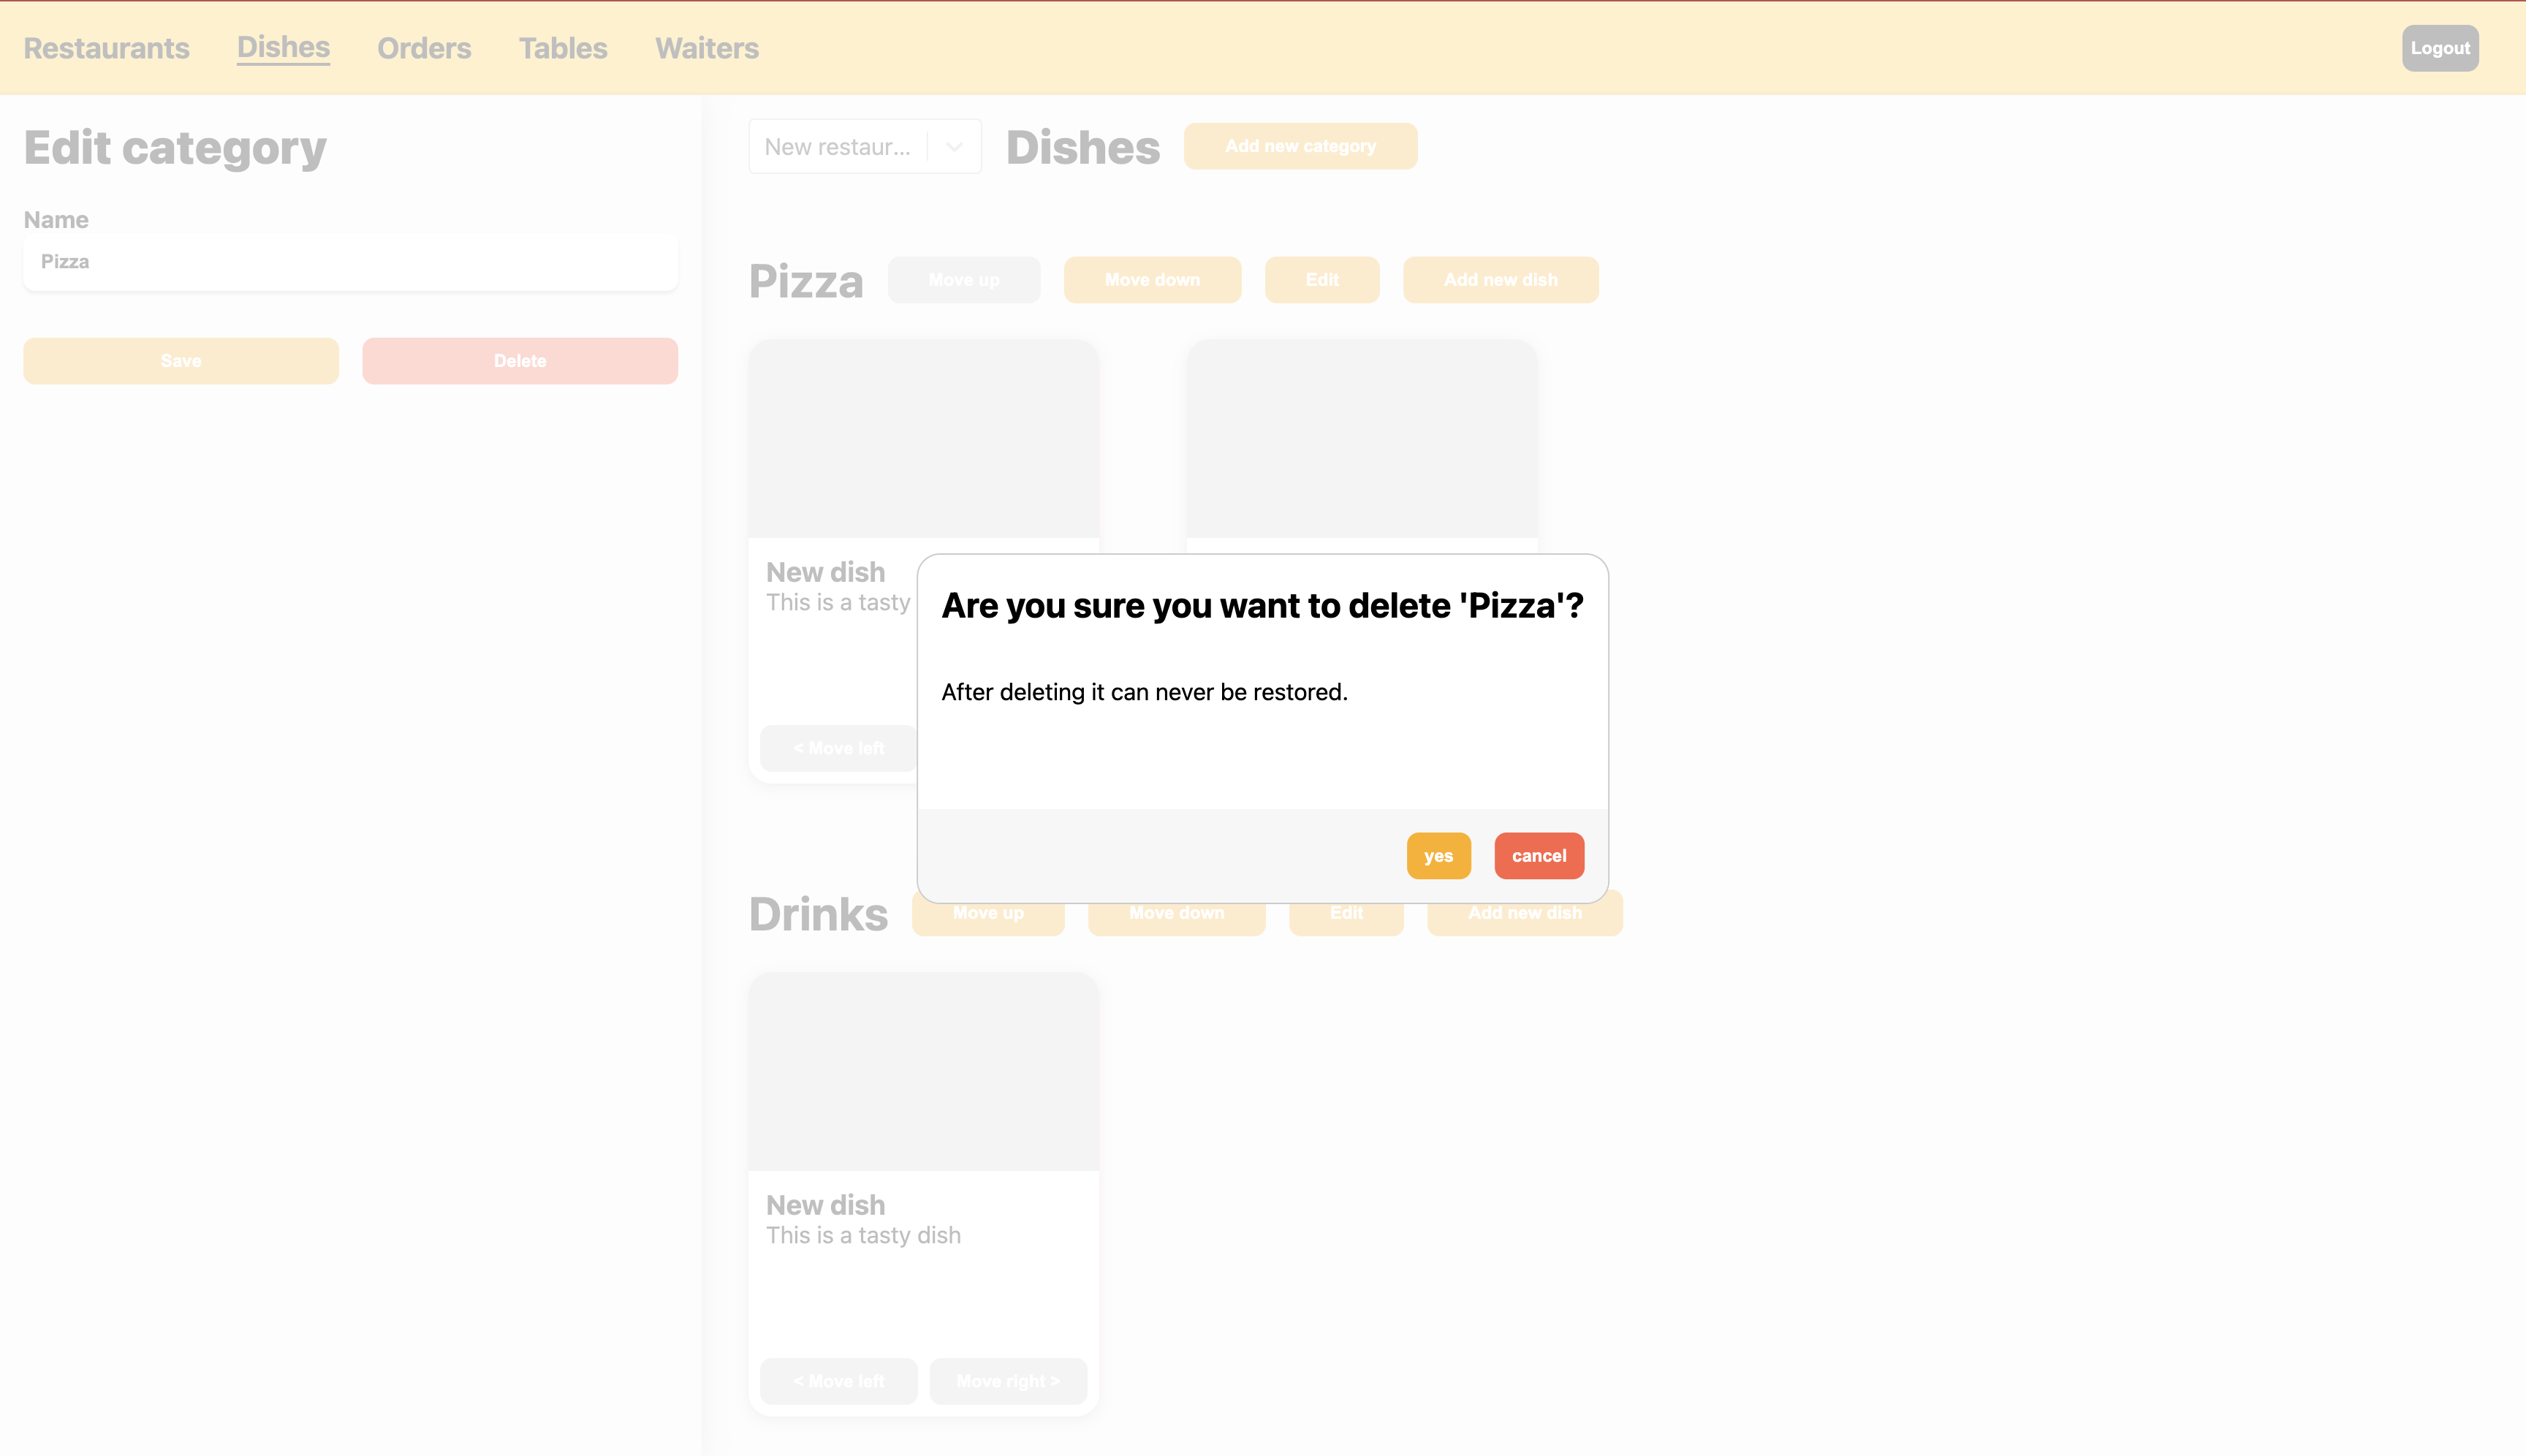 Restaurants Dishes Orders Tables Waiters Logout
Edit category
Name
Pizza
Save Delete
New restaur... Dishes Add new category
Pizza Move up Move down Edit Add new dish
New dish
This is a tasty
< Move left
Are you sure you want to delete 'Pizza'?
After deleting it can never be restored.
yes cancel
Drinks Move up Move down Edit Add new dish
New dish
This is a tasty dish
< Move left Move right >